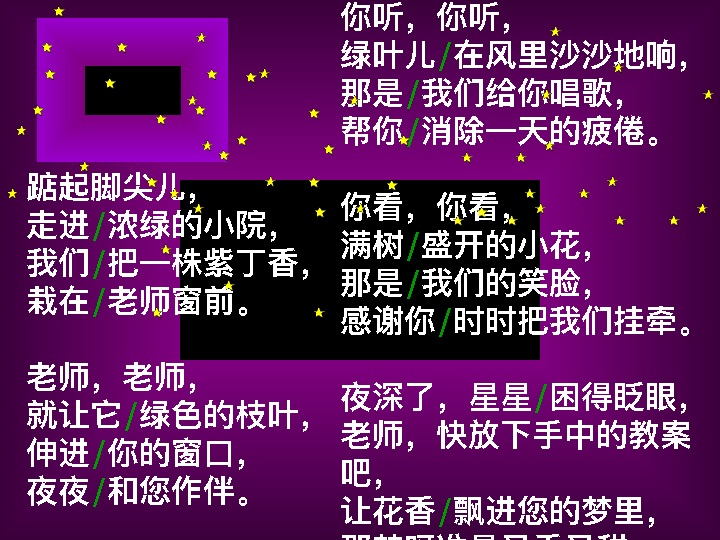 踮起脚尖儿，
走进/浓绿的小院，
我们/把一株紫丁香，
栽在/老师窗前。
老师，老师，
就让它/绿色的枝叶，
伸进/你的窗口，
夜夜/和您作伴。
你听，你听，
绿叶儿/在风里沙沙地响，
那是/我们给你唱歌，
帮你/消除一天的疲倦。
你看，你看，
满树/盛开的小花，
那是/我们的笑脸，
感谢你/时时把我们挂牵。
夜深了，星星/困得眨眼，
老师，快放下手中的教案
吧，
让花香/飘进您的梦里，